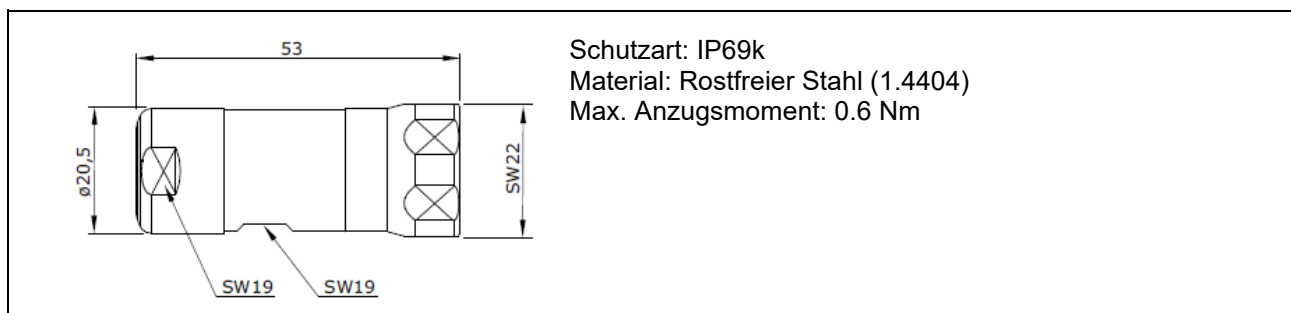 53
Schutzart: IP69k
Material: Rostfreier Stahl (1.4404)
Max. Anzugsmoment: 0.6 Nm
ø20,5
SW22
SW19
SW19